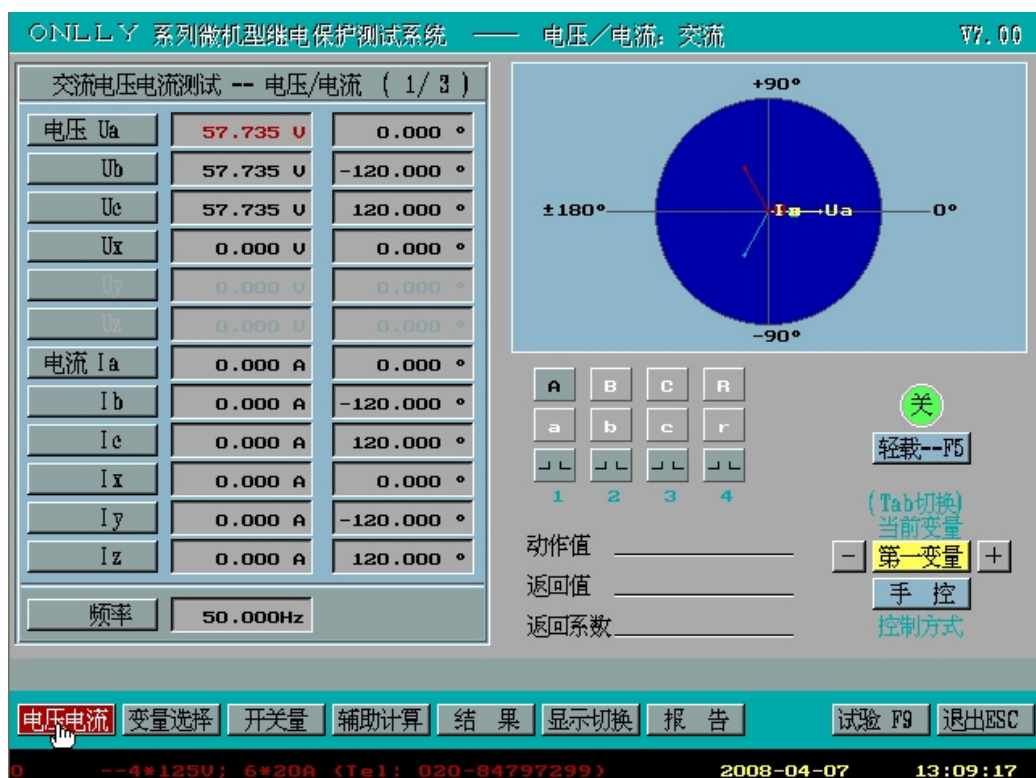 ONLLY 系列微机型继电保护测试系统 —— 电压/电流: 交流 V7.00
交流电压电流测试 -- 电压/电流 ( 1/ 3 )
电压 Ua 57.735 V 0.000 °
Ub 57.735 V -120.000 °
Uc 57.735 V 120.000 °
Ux 0.000 V 0.000 °
Uy 0.000 V 0.000 °
Uz 0.000 V 0.000 °
电流 Ia 0.000 A 0.000 °
Ib 0.000 A -120.000 °
Ic 0.000 A 120.000 °
Ix 0.000 A 0.000 °
Iy 0.000 A -120.000 °
Iz 0.000 A 120.000 °
频率 50.000Hz
+90°
±180° Ua 0°
-90°
A B C R
a b c r
1 2 3 4
动作值
返回值
返回系数
关
轻载--F5
(Tab切换)
当前变量
- 第一变量 +
手 控
控制方式
电压电流 变量选择 开关量 辅助计算 结 果 显示切换 报 告 试验 F9 退出ESC
0 --4*125V; 6*20A (Tel: 020-84797299) 2008-04-07 13:09:17